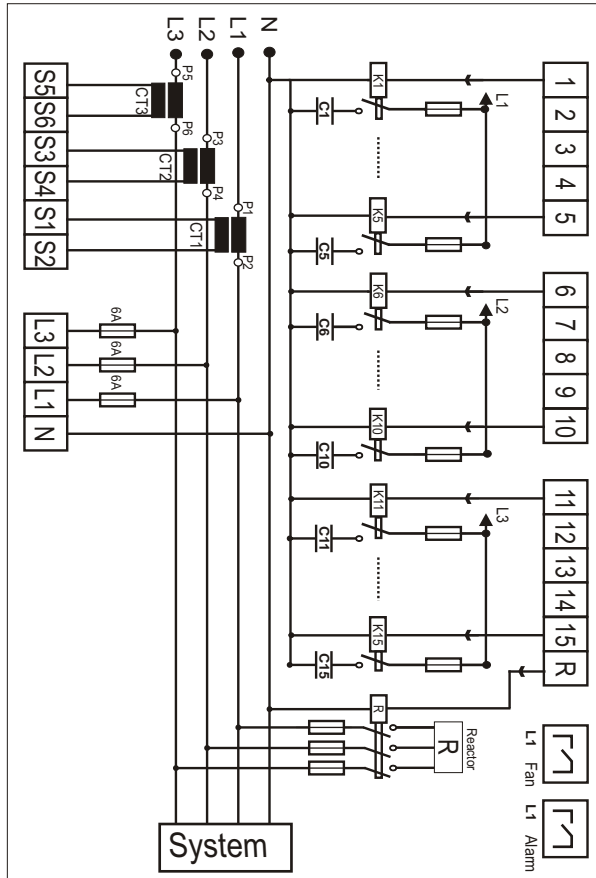 L3
L2
L1
N
P5
CT3
P6
P3
CT2
P4
P1
CT1
P2
S5
S6
S3
S4
S1
S2
6A
6A
6A
L3
L2
L1
N
K1
C1
L1
K5
C5
K6
C6
L2
K10
C10
K11
C11
L3
K15
C15
R
Reactor
R
System
1
2
3
4
5
6
7
8
9
10
11
12
13
14
15
R
L1 Fan
L1 Alarm